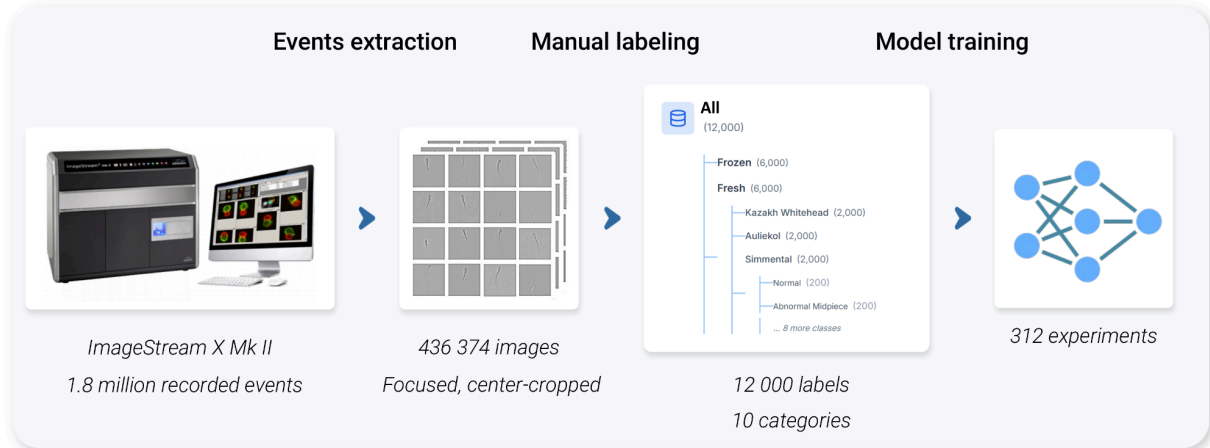 Events extraction
Manual labeling
Model training
ImageStream X Mk II
1.8 million recorded events
436 374 images
Focused, center-cropped
All
(12,000)
Frozen (6,000)
Fresh (6,000)
Kazakh Whitehead (2,000)
Auliekol (2,000)
Simmental (2,000)
Normal (200)
Abnormal Midpiece (200)
... 8 more classes
12 000 labels
10 categories
312 experiments